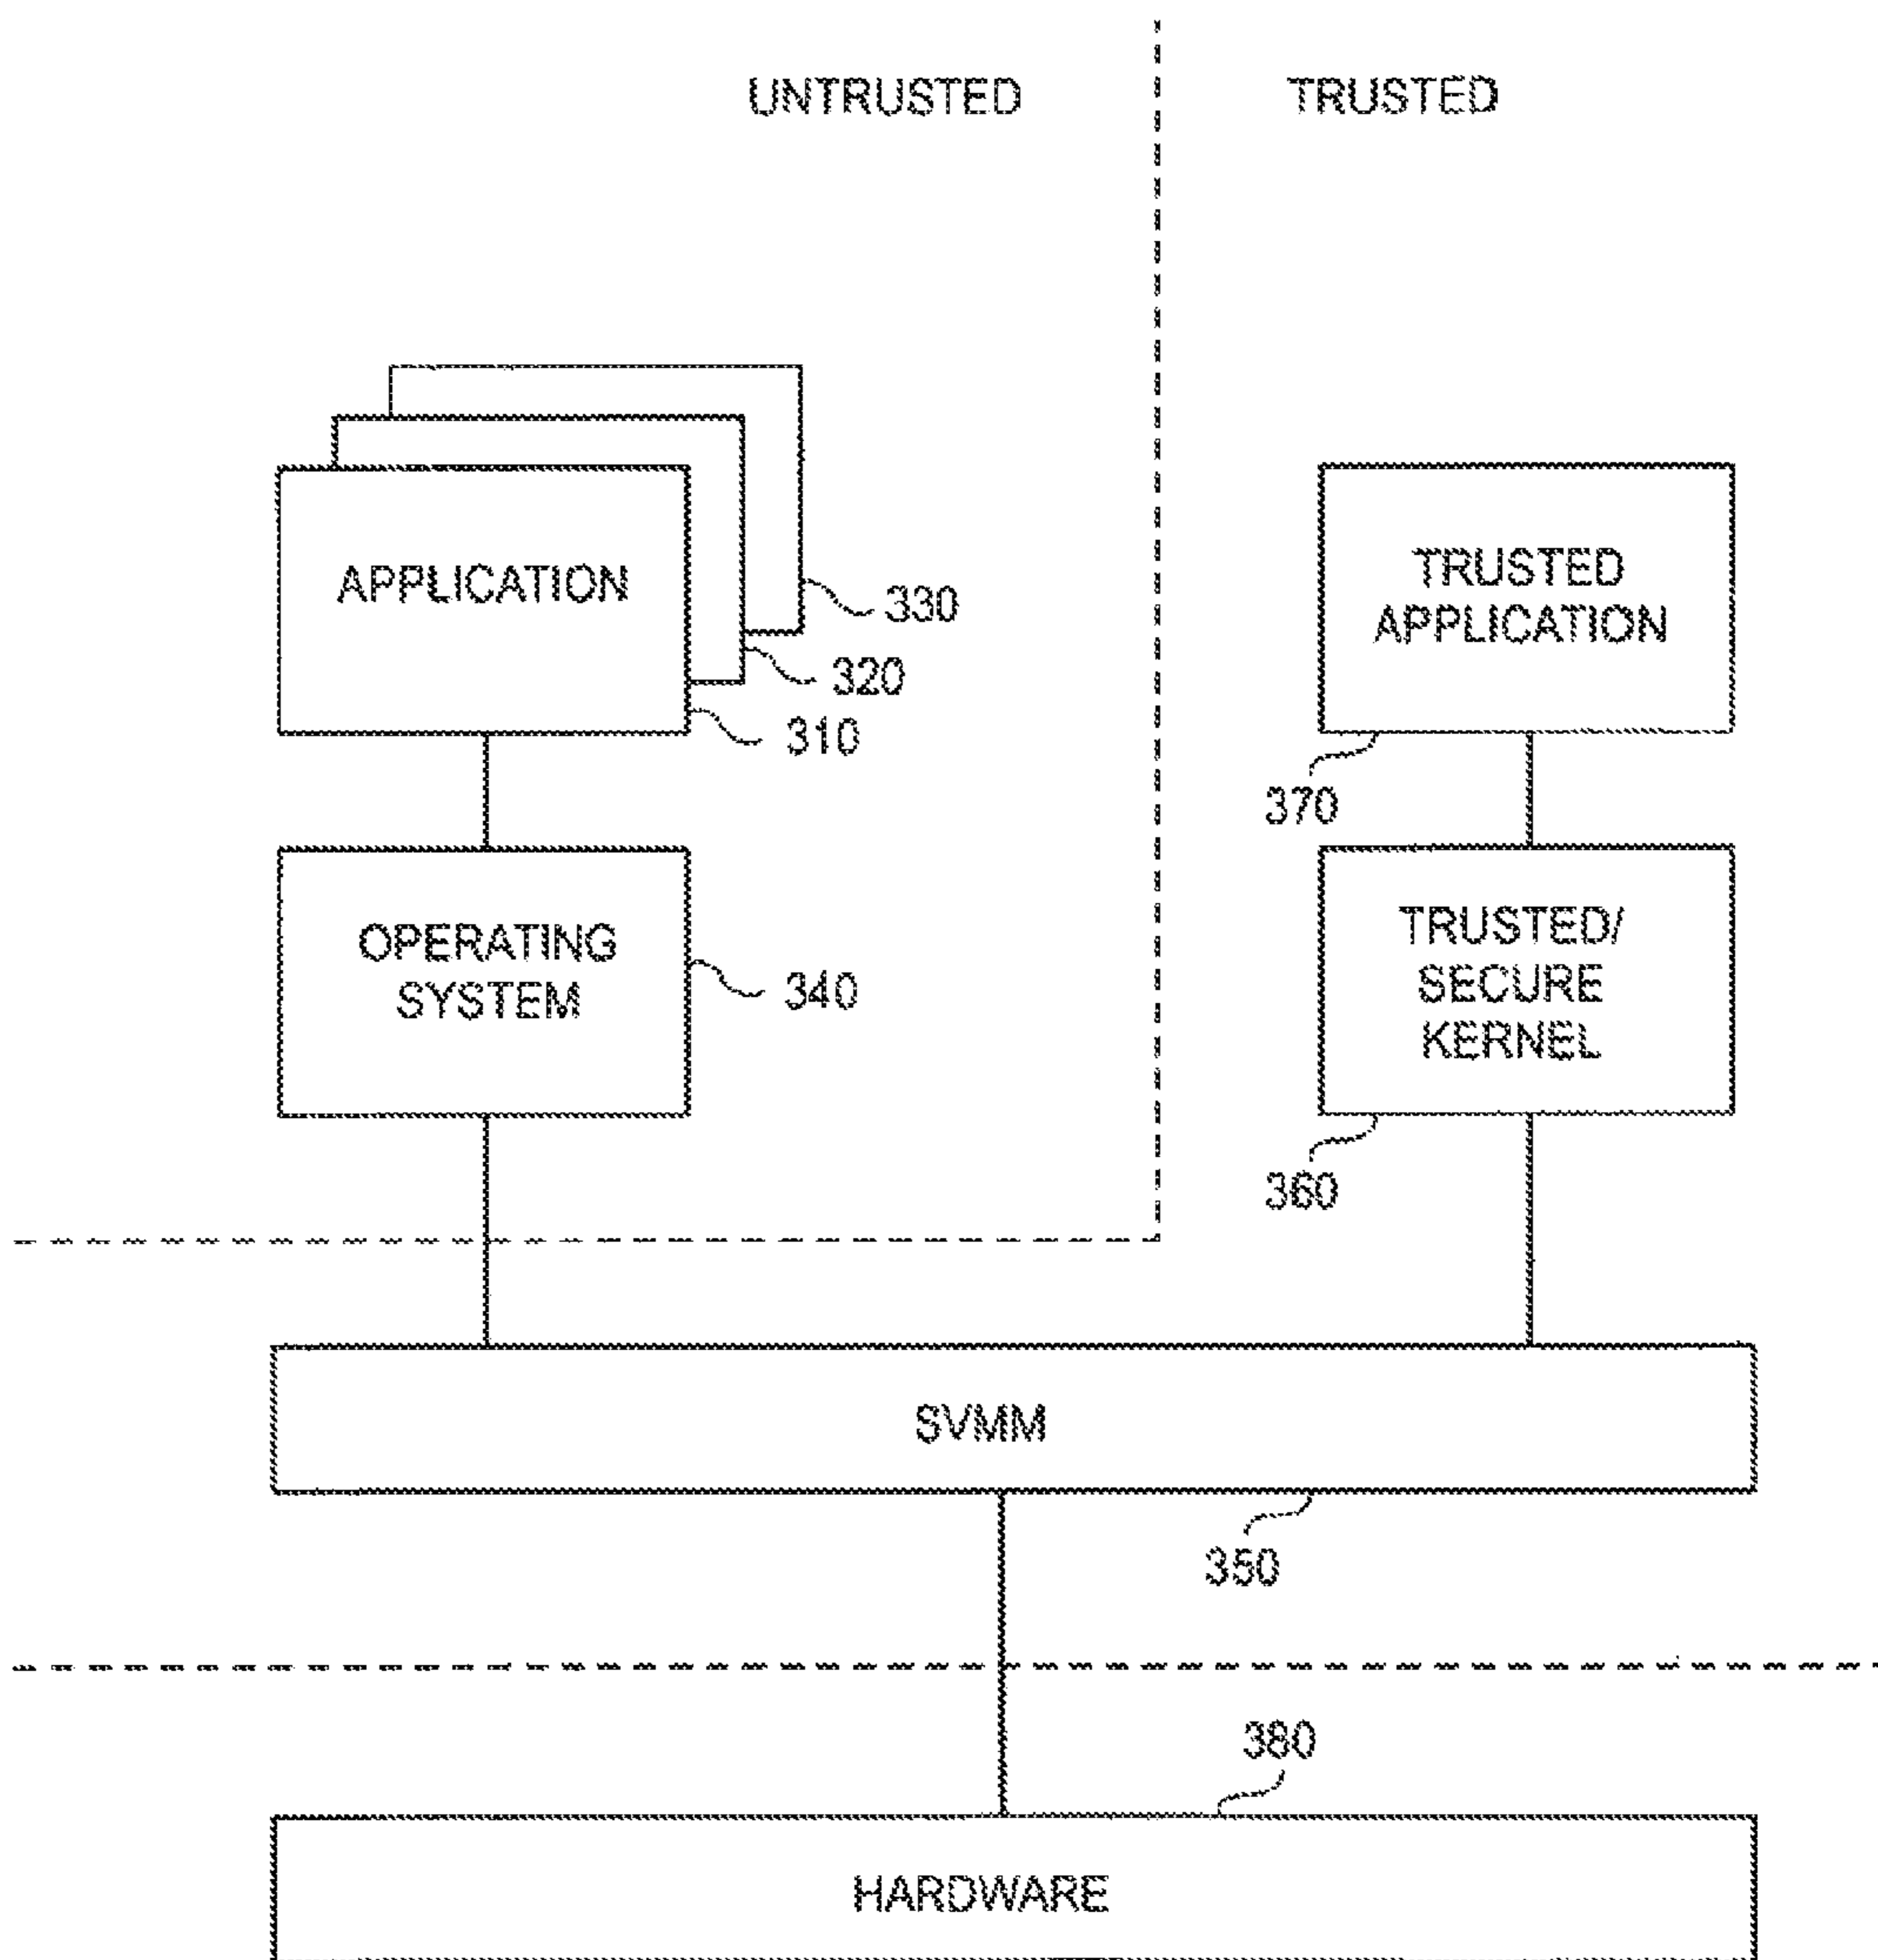 UNTRUSTED
TRUSTED
APPLICATION
330
320
310
TRUSTED
APPLICATION
370
OPERATING
SYSTEM
340
TRUSTED/
SECURE
KERNEL
360
SVMM
350
380
HARDWARE